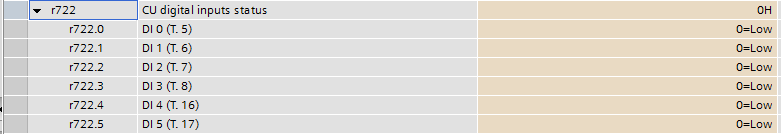 r722 CU digital inputs status 0H
r722.0 DI 0 (T. 5) 0=Low
r722.1 DI 1 (T. 6) 0=Low
r722.2 DI 2 (T. 7) 0=Low
r722.3 DI 3 (T. 8) 0=Low
r722.4 DI 4 (T. 16) 0=Low
r722.5 DI 5 (T. 17) 0=Low